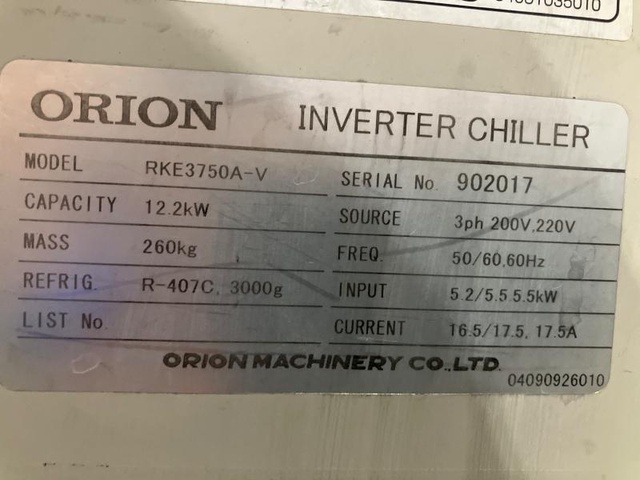 ORION INVERTER CHILLER
MODEL RKE3750A-V
CAPACITY 12.2kW
MASS 260kg
REFRIG. R-407C, 3000g
LIST No.
SERIAL No. 902017
SOURCE 3ph 200V,220V
FREQ. 50/60,60Hz
INPUT 5.2/5.5 5.5kW
CURRENT 16.5/17.5, 17.5A
ORION MACHINERY CO.,LTD.
04090926010